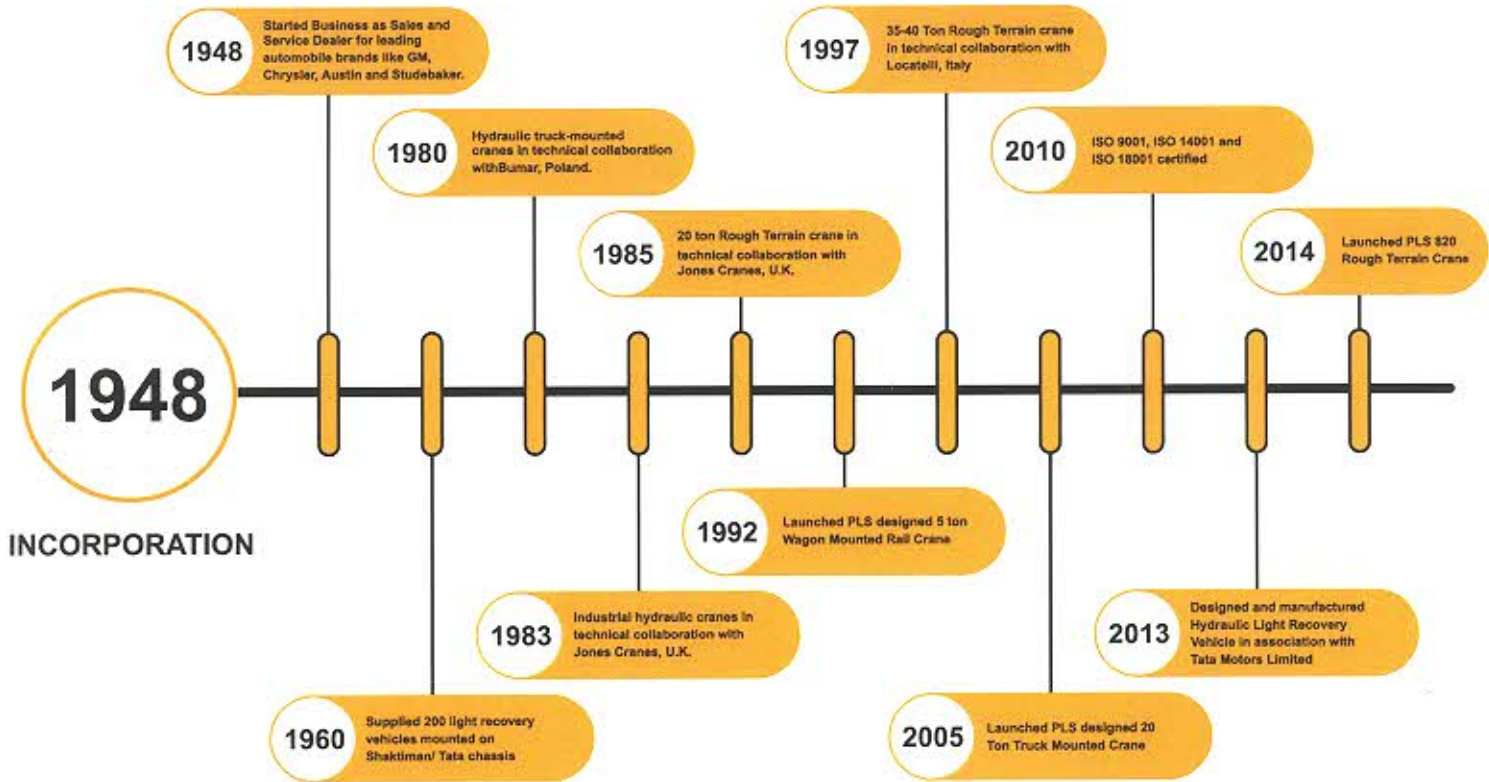 1948
INCORPORATION
1948
Started Business as Sales and
Service Dealer for leading
automobile brands like GM,
Chrysler, Austin and Studebaker.
1960
Supplied 200 light recovery
vehicles mounted on
Shaktiman/ Tata chassis
1980
Hydraulic truck-mounted
cranes in technical collaboration
withBumar, Poland.
1983
Industrial hydraulic cranes in
technical collaboration with
Jones Cranes, U.K.
1985
20 ton Rough Terrain crane in
technical collaboration with
Jones Cranes, U.K.
1992
Launched PLS designed 5 ton
Wagon Mounted Rail Crane
1997
35-40 Ton Rough Terrain crane
in technical collaboration with
Locatelli, Italy
2005
Launched PLS designed 20
Ton Truck Mounted Crane
2010
ISO 9001, ISO 14001 and
ISO 18001 certified
2013
Designed and manufactured
Hydraulic Light Recovery
Vehicle in association with
Tata Motors Limited
2014
Launched PLS 820
Rough Terrain Crane